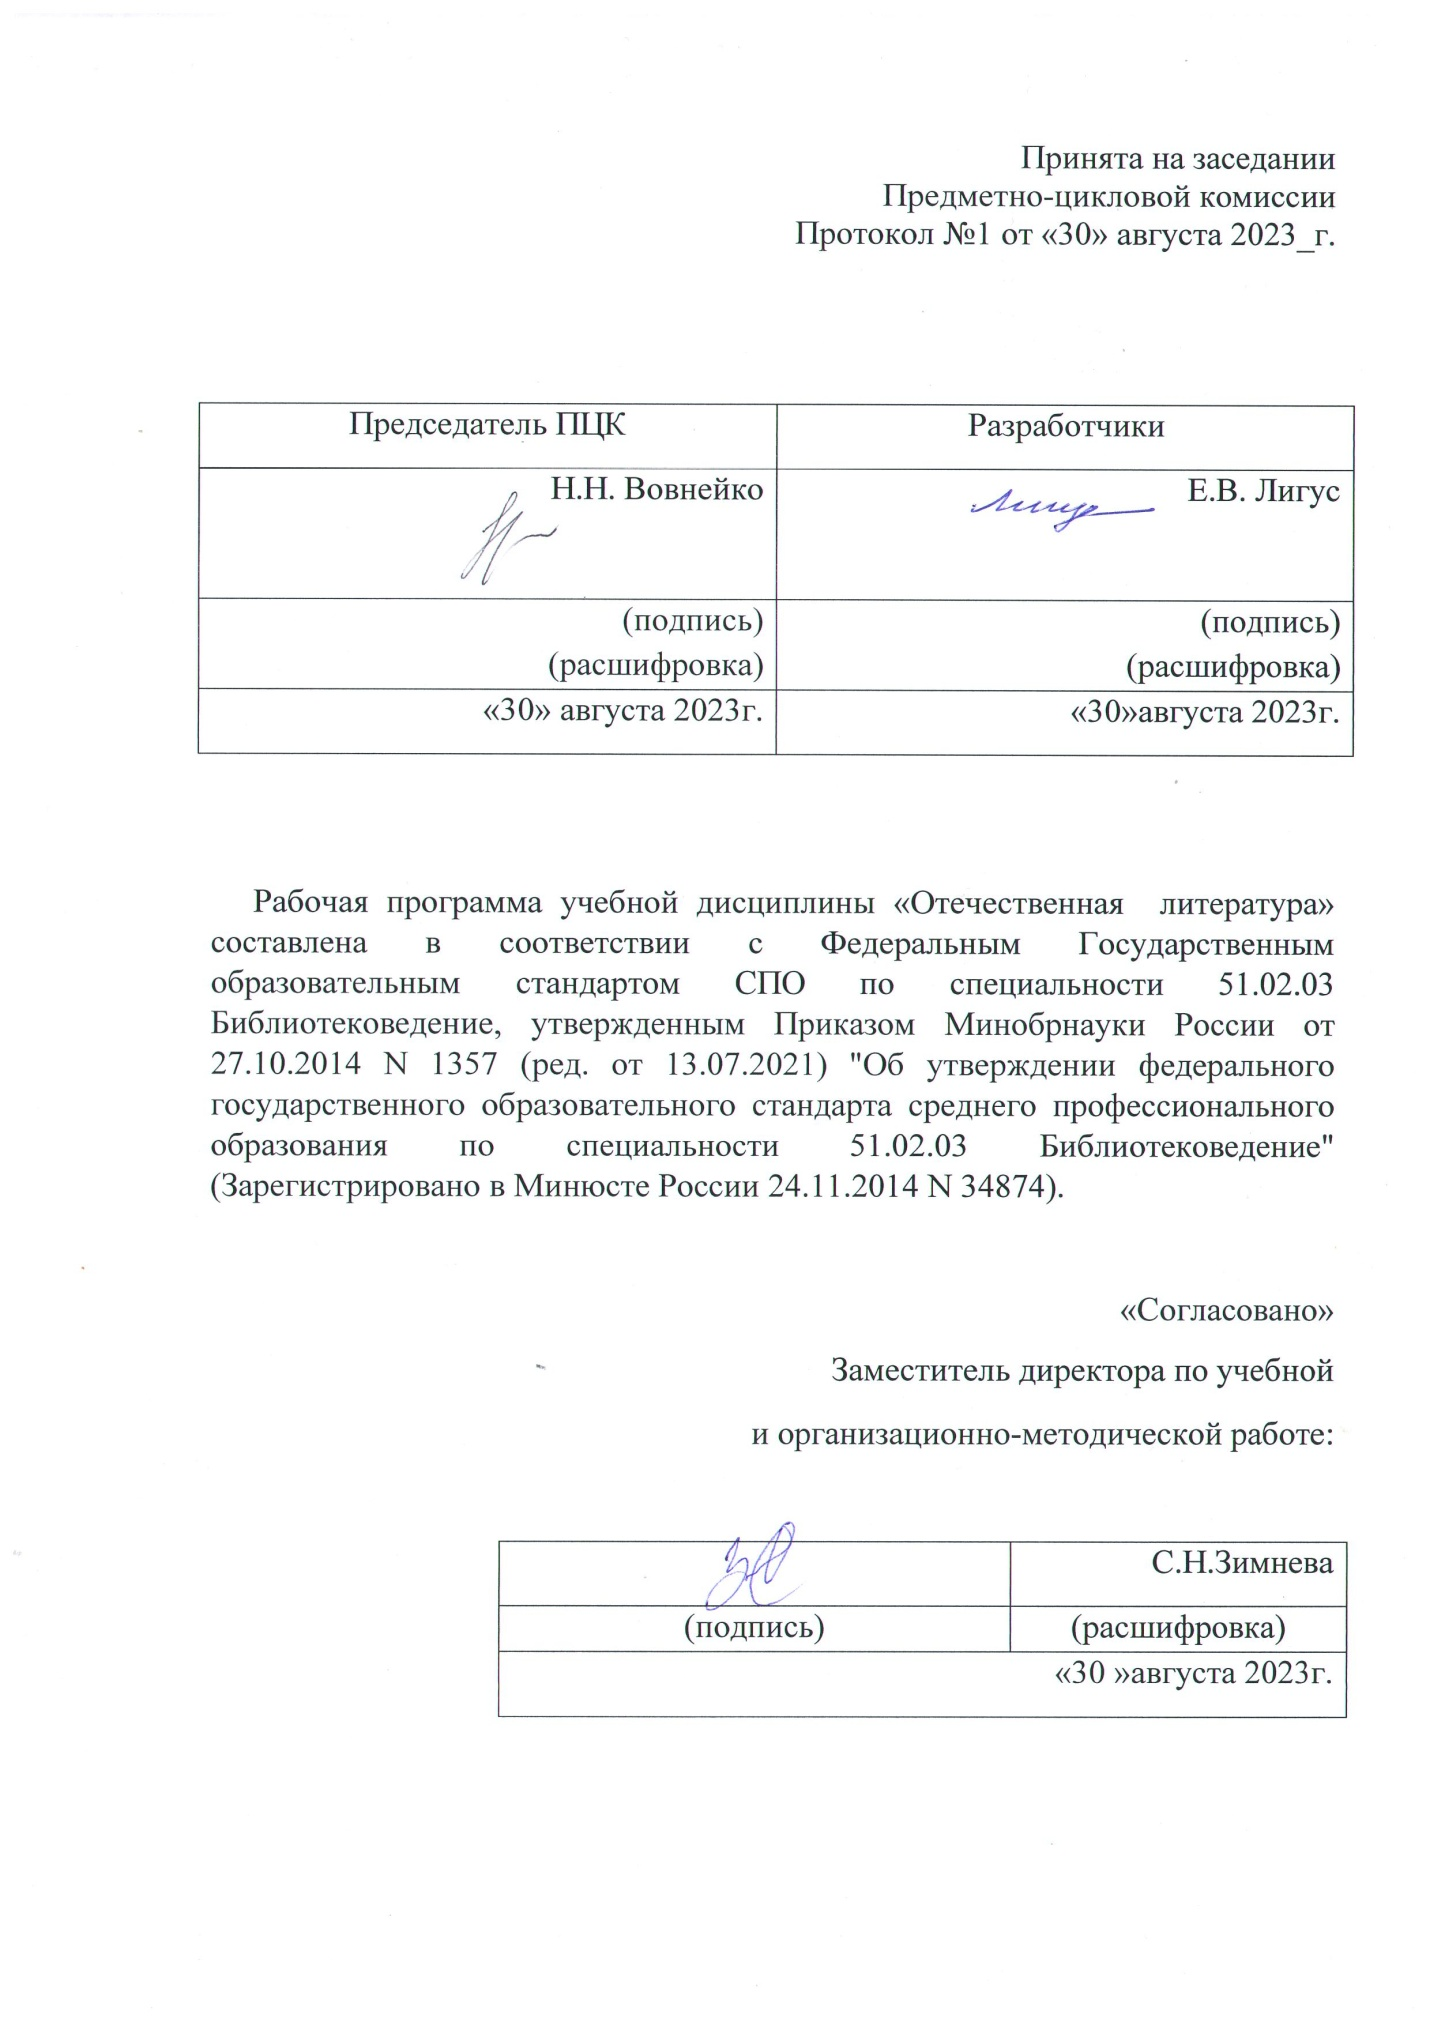 Принята на заседании
Предметно-цикловой комиссии
Протокол №1 от «30» августа 2023_г.
Председатель ПЦК
Разработчики
Н.Н. Вовнейко
Е.В. Лигус
(подпись)
(расшифровка)
(подпись)
(расшифровка)
«30» августа 2023г.
«30»августа 2023г.
Рабочая программа учебной дисциплины «Отечественная литература»
составлена в соответствии с Федеральным Государственным
образовательным стандартом СПО по специальности 51.02.03
Библиотековедение, утвержденным Приказом Минобрнауки России от
27.10.2014 N 1357 (ред. от 13.07.2021) "Об утверждении федерального
государственного образовательного стандарта среднего профессионального
образования по специальности 51.02.03 Библиотековедение"
(Зарегистрировано в Минюсте России 24.11.2014 N 34874).
«Согласовано»
Заместитель директора по учебной
и организационно-методической работе:
С.Н.Зимнева
(подпись)
(расшифровка)
«30 »августа 2023г.